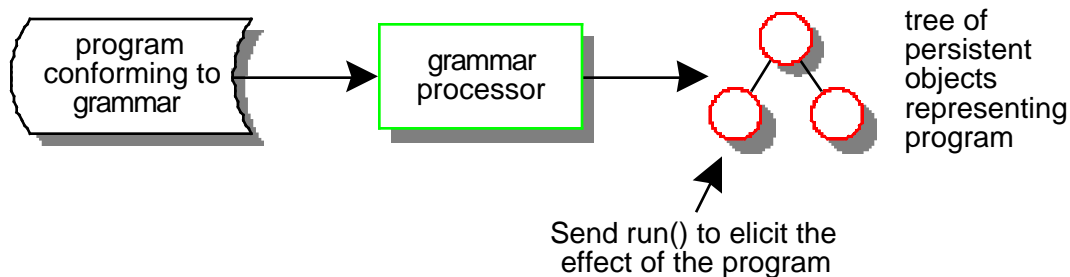 program
conforming to
grammar
grammar
processor
tree of
persistent
objects
representing
program
Send run() to elicit the
effect of the program